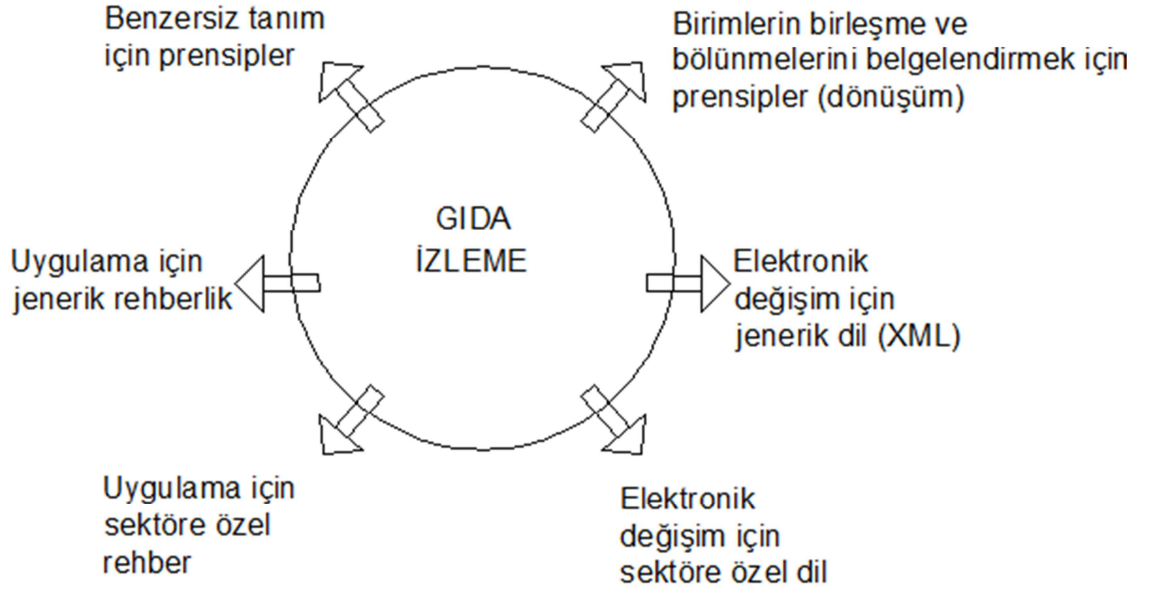 Benzersiz tanım
için prensipler
Birimlerin birleşme ve
bölünmelerini belgelendirmek için
prensipler (dönüşüm)
GIDA
İZLEME
Uygulama için
jenerik rehberlik
Elektronik
değişim için
jenerik dil (XML)
Uygulama için
sektöre özel
rehber
Elektronik
değişim için
sektöre özel dil